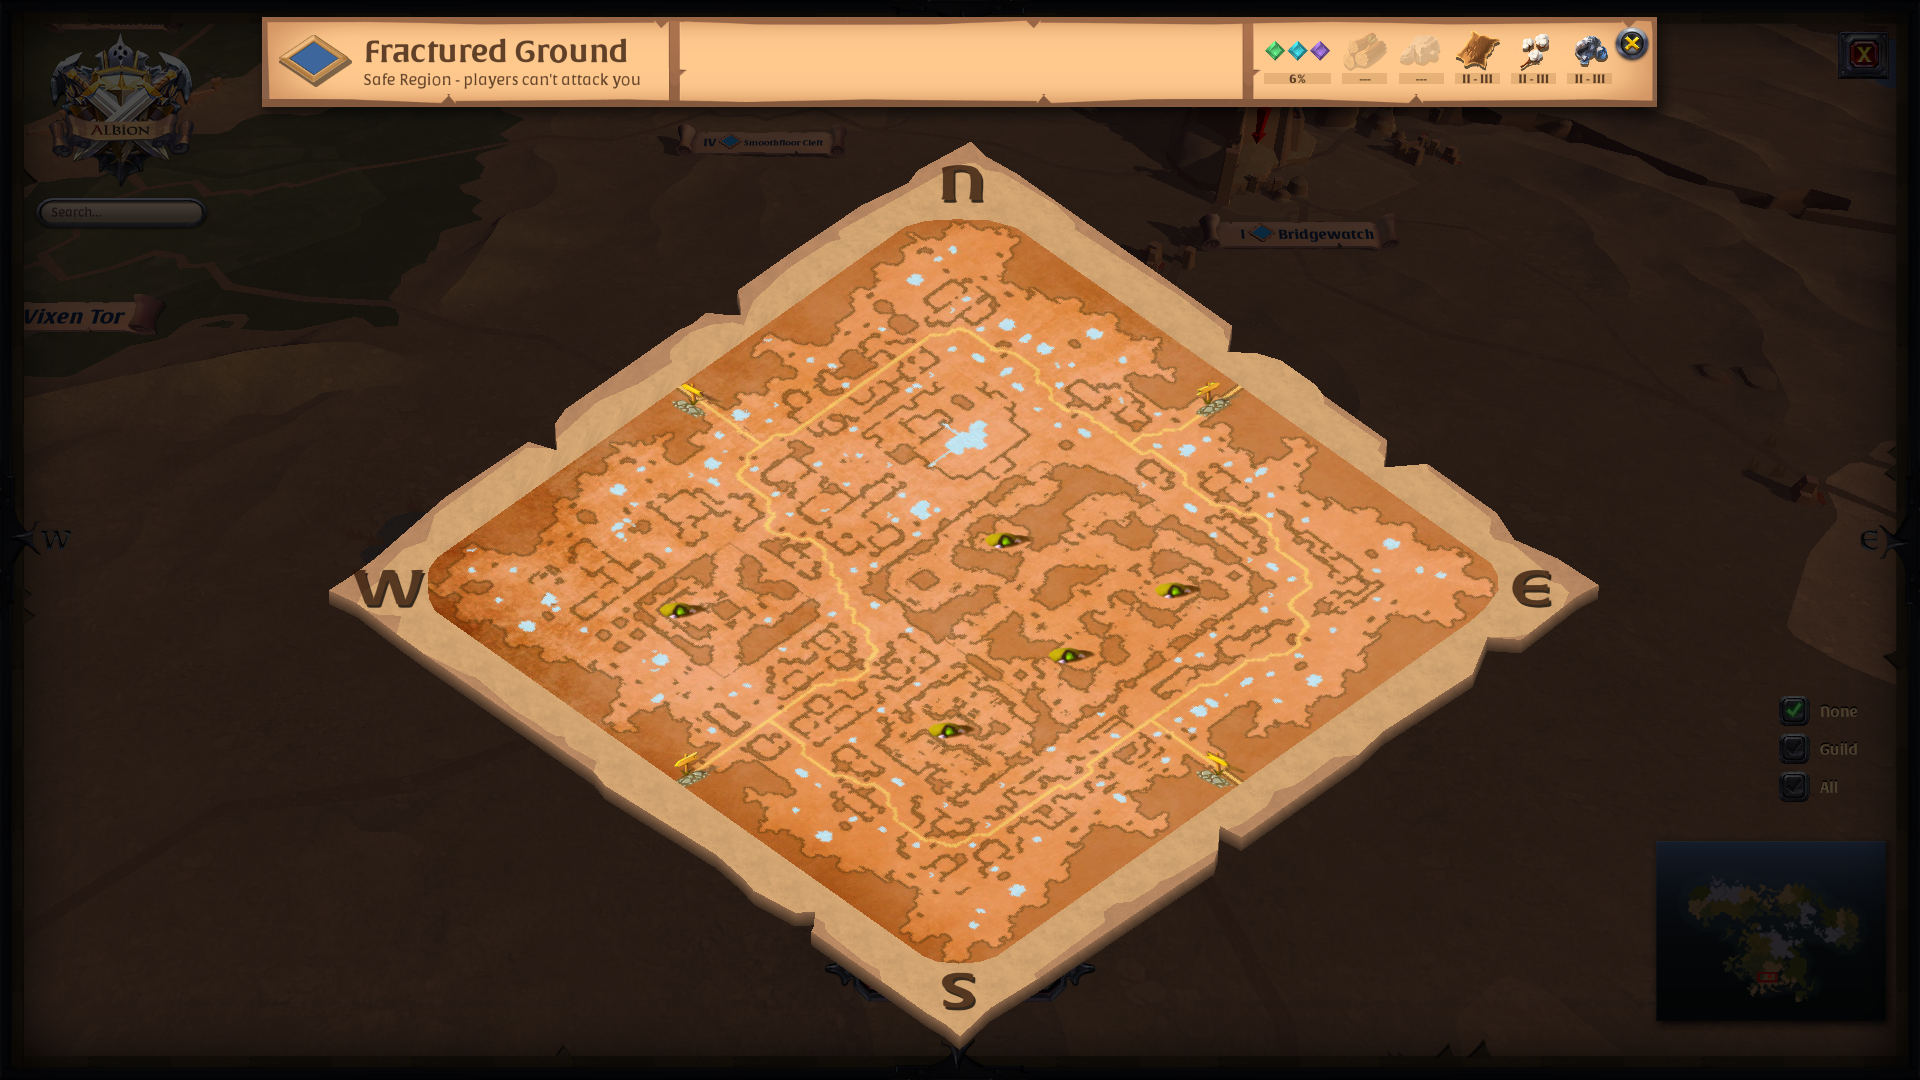 Fractured Ground
Safe Region - players can't attack you
6%
---
---
II - III
II - III
II - III
X
ALBION
IV Smoothfloor Cleft
N
Search...
I Bridgewatch
Vixen Tor
W
E
W
E
None
Guild
All
S